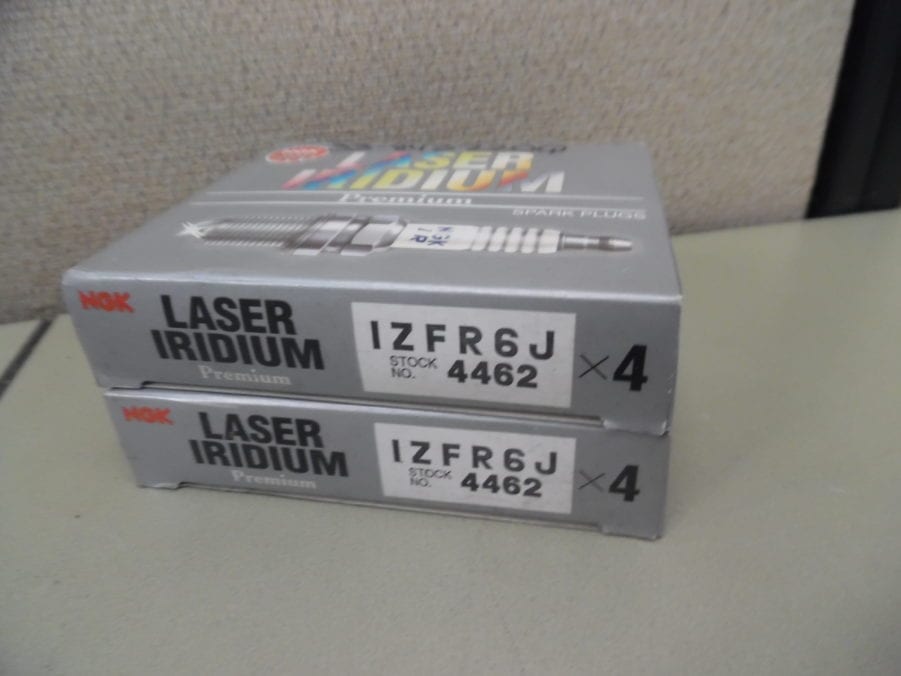 LASER
IRIDIUM
Premium
SPARK PLUGS
NGK
R
NGK
LASER
IRIDIUM
Premium
IZFR6J
STOCK
NO. 4462
×4
NGK
LASER
IRIDIUM
Premium
IZFR6J
STOCK
NO. 4462
×4